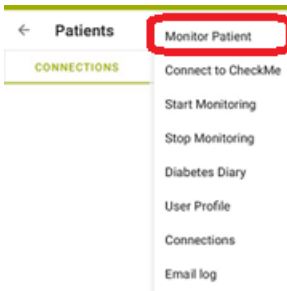 Patients
CONNECTIONS
Monitor Patient
Connect to CheckMe
Start Monitoring
Stop Monitoring
Diabetes Diary
User Profile
Connections
Email log